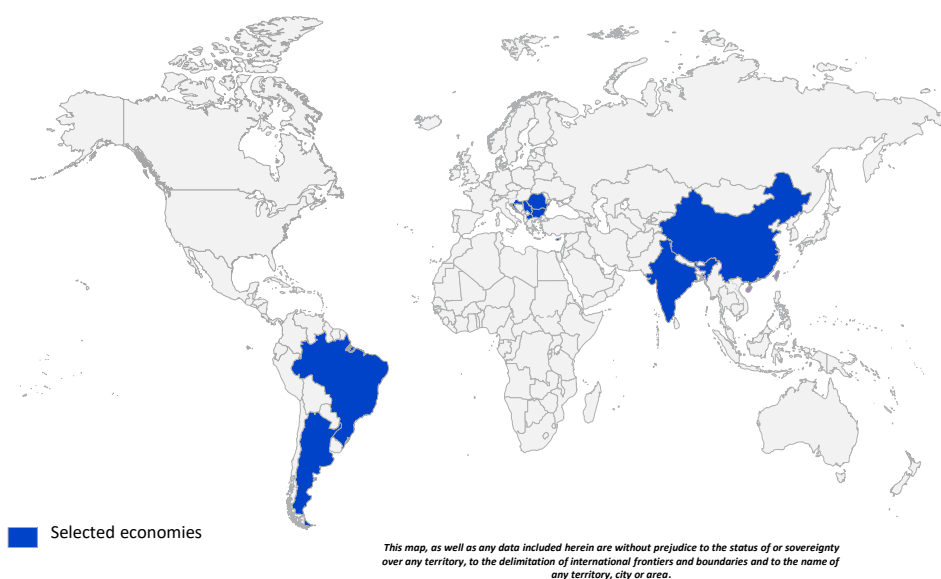 Selected economies
This map, as well as any data included herein are without prejudice to the status of or sovereignty
over any territory, to the delimitation of international frontiers and boundaries and to the name of
any territory, city or area.